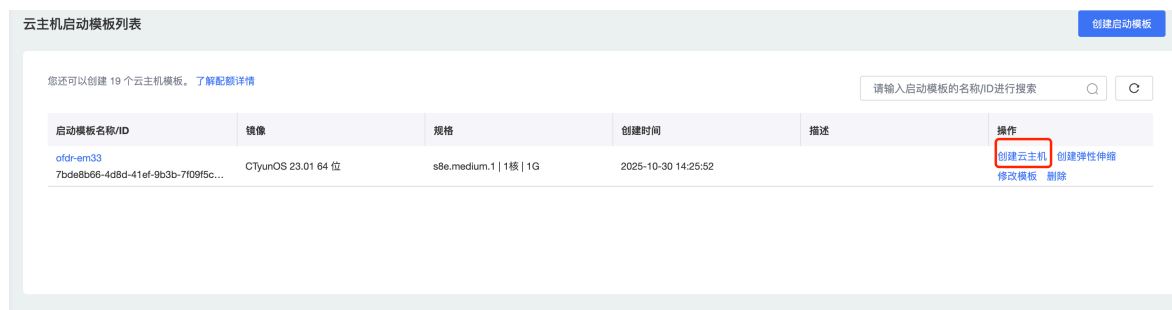 云主机启动模板列表
创建启动模板
您还可以创建 19 个云主机模板。 了解配额详情
请输入启动模板的名称/ID进行搜索
启动模板名称/ID 镜像 规格 创建时间 描述 操作
ofdr-em33
7bde8b66-4d8d-41ef-9b3b-7f09f5c...
CTyunOS 23.01 64 位
s8e.medium.1 | 1核 | 1G
2025-10-30 14:25:52
创建云主机 创建弹性伸缩
修改模板 删除